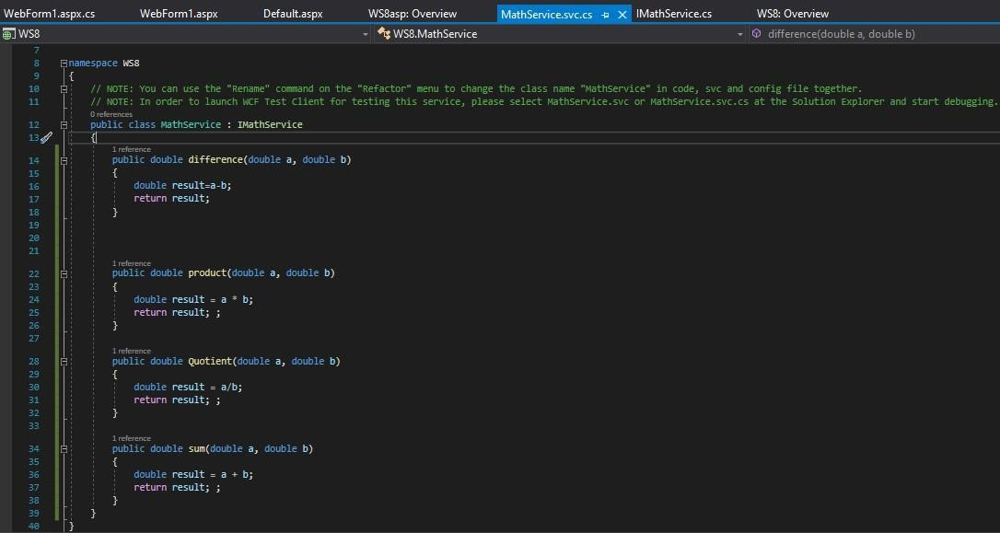 WebForm1.aspx.cs WebForm1.aspx Default.aspx WS8asp: Overview MathService.svc.cs IMathService.cs WS8: Overview
WS8 WS8.MathService difference(double a, double b)
7
8 namespace WS8
9 {
10 // NOTE: You can use the "Rename" command on the "Refactor" menu to change the class name "MathService" in code, svc and config file together.
11 // NOTE: In order to launch WCF Test Client for testing this service, please select MathService.svc or MathService.svc.cs at the Solution Explorer and start debugging.
0 references
12 public class MathService : IMathService
13 {
1 reference
14 public double difference(double a, double b)
15 {
16 double result=a-b;
17 return result;
18 }
19
20
21
1 reference
22 public double product(double a, double b)
23 {
24 double result = a * b;
25 return result; ;
26 }
27
1 reference
28 public double Quotient(double a, double b)
29 {
30 double result = a/b;
31 return result; ;
32 }
33
1 reference
34 public double sum(double a, double b)
35 {
36 double result = a + b;
37 return result; ;
38 }
39 }
40 }